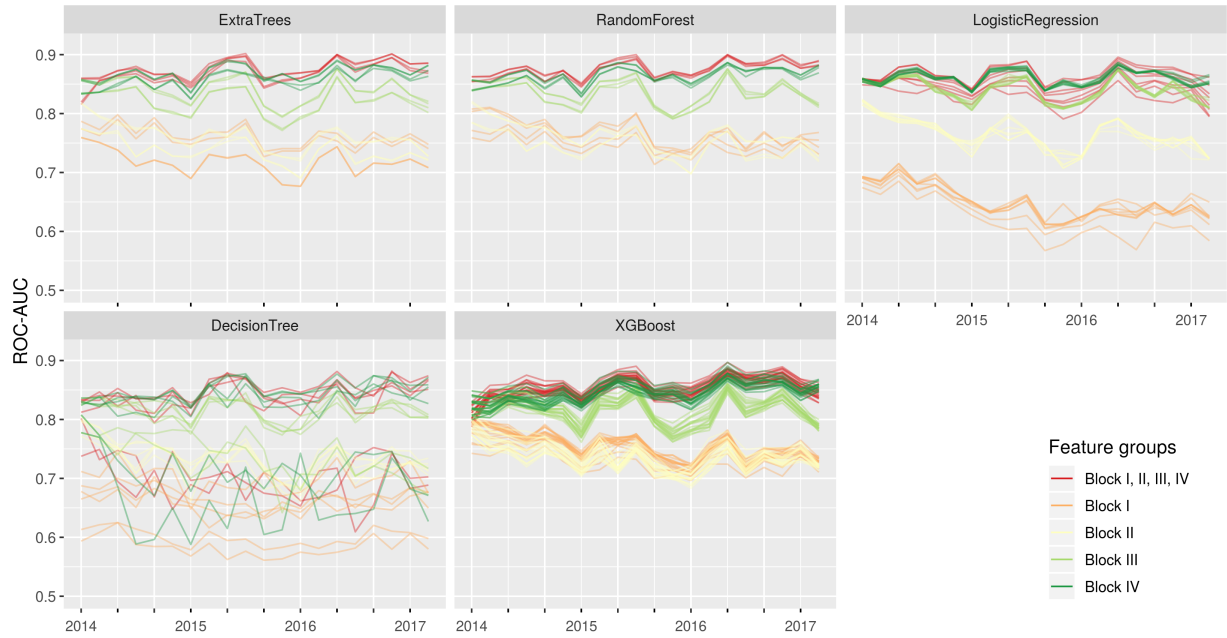 ExtraTrees
RandomForest
LogisticRegression
0.9
0.8
0.7
0.6
0.5
2014 2015 2016 2017
ROC-AUC
DecisionTree
XGBoost
0.9
0.8
0.7
0.6
0.5
2014 2015 2016 2017
2014 2015 2016 2017
Feature groups
Block I, II, III, IV
Block I
Block II
Block III
Block IV